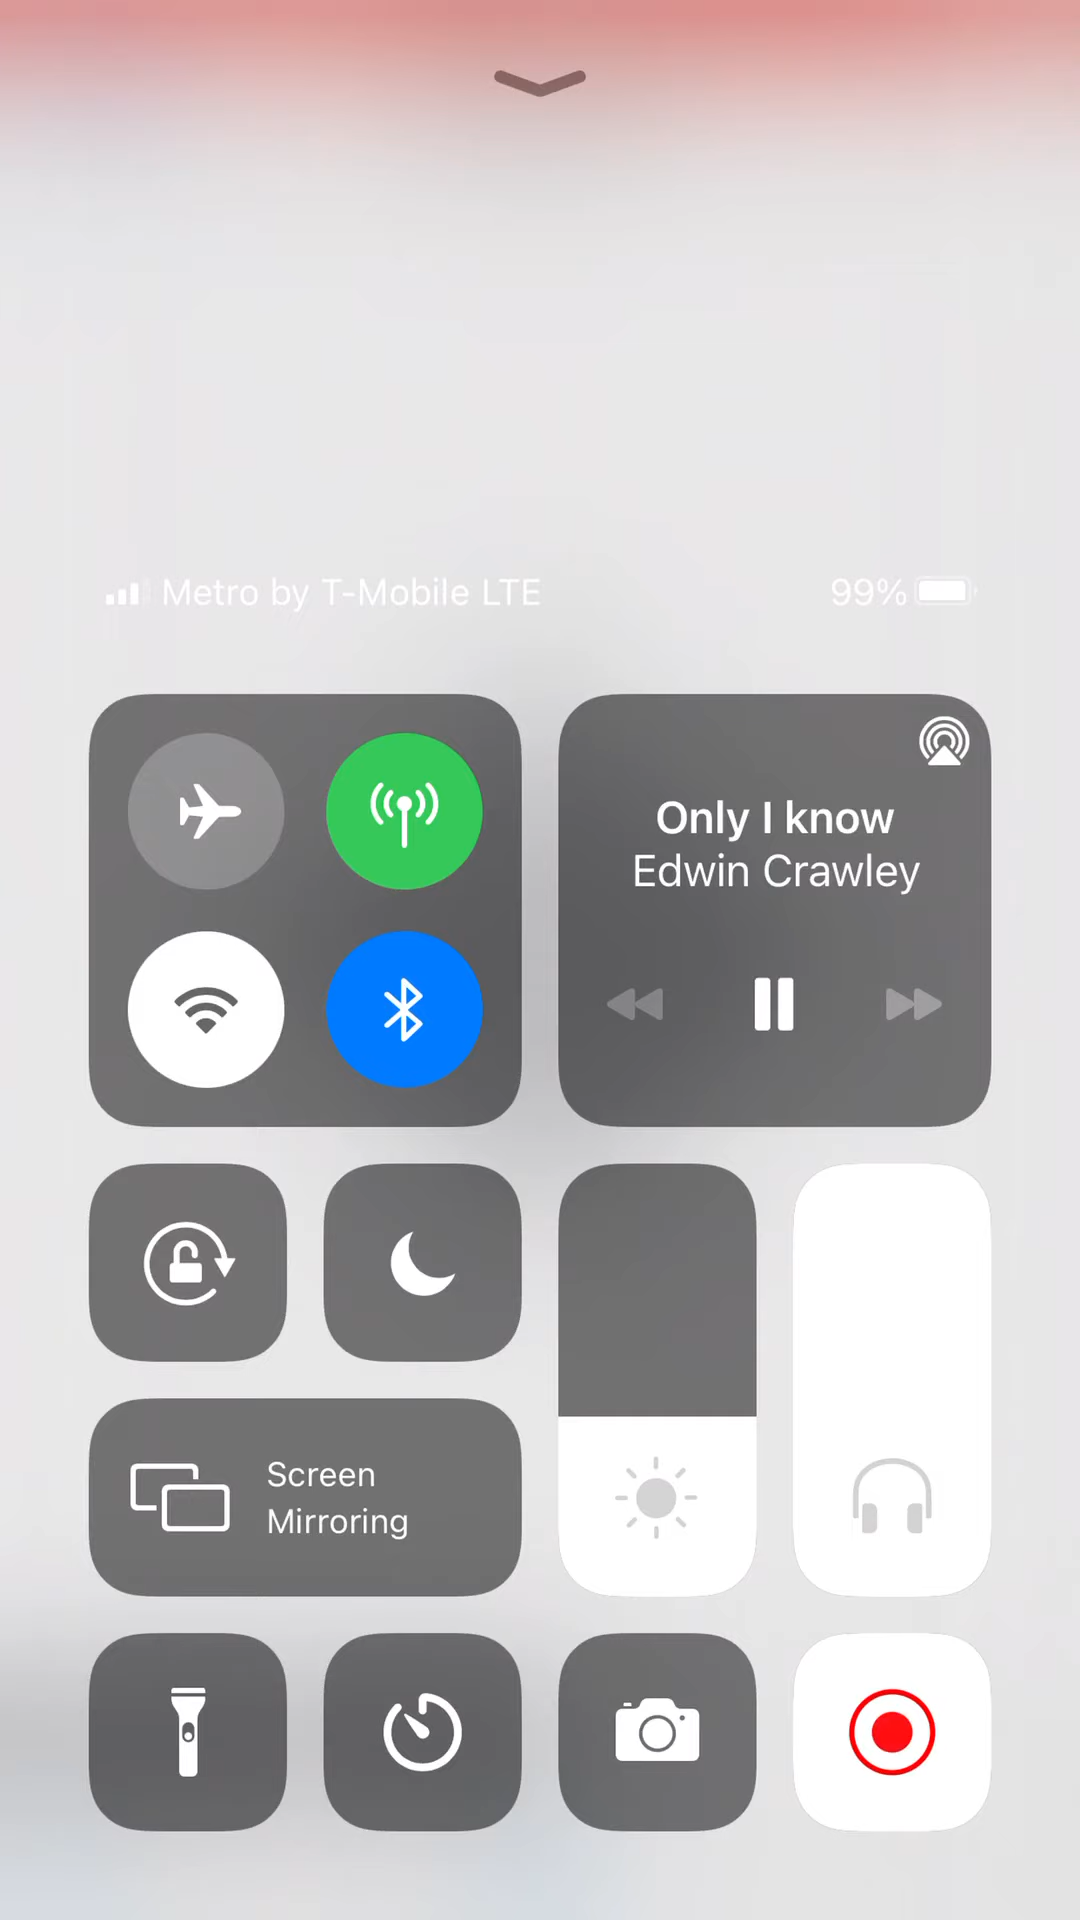 Metro by T-Mobile LTE 99%
Only I know
Edwin Crawley
Screen
Mirroring